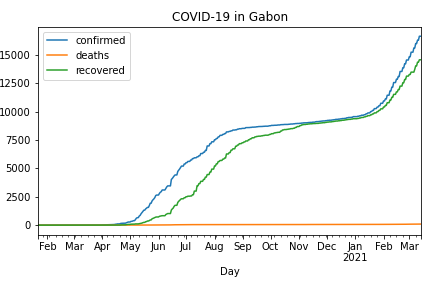 COVID-19 in Gabon
confirmed
deaths
recovered
15000
12500
10000
7500
5000
2500
0
Feb Mar Apr May Jun Jul Aug Sep Oct Nov Dec Jan Feb Mar
2021
Day